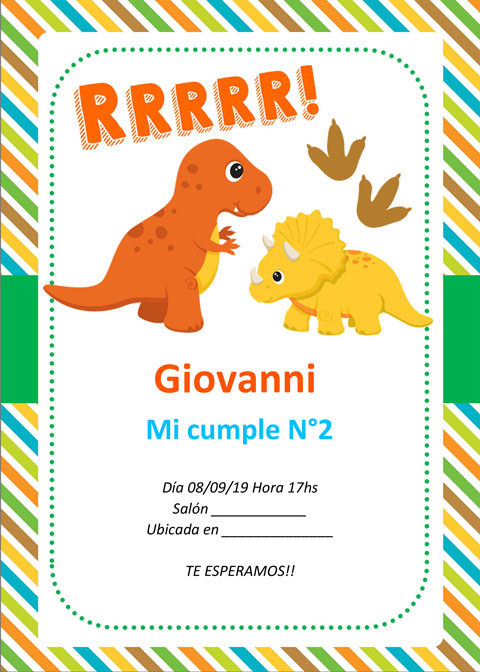 RRRRR!
Giovanni
Mi cumple N°2
Día 08/09/19 Hora 17hs
Salón ____________
Ubicada en ______________
TE ESPERAMOS!!